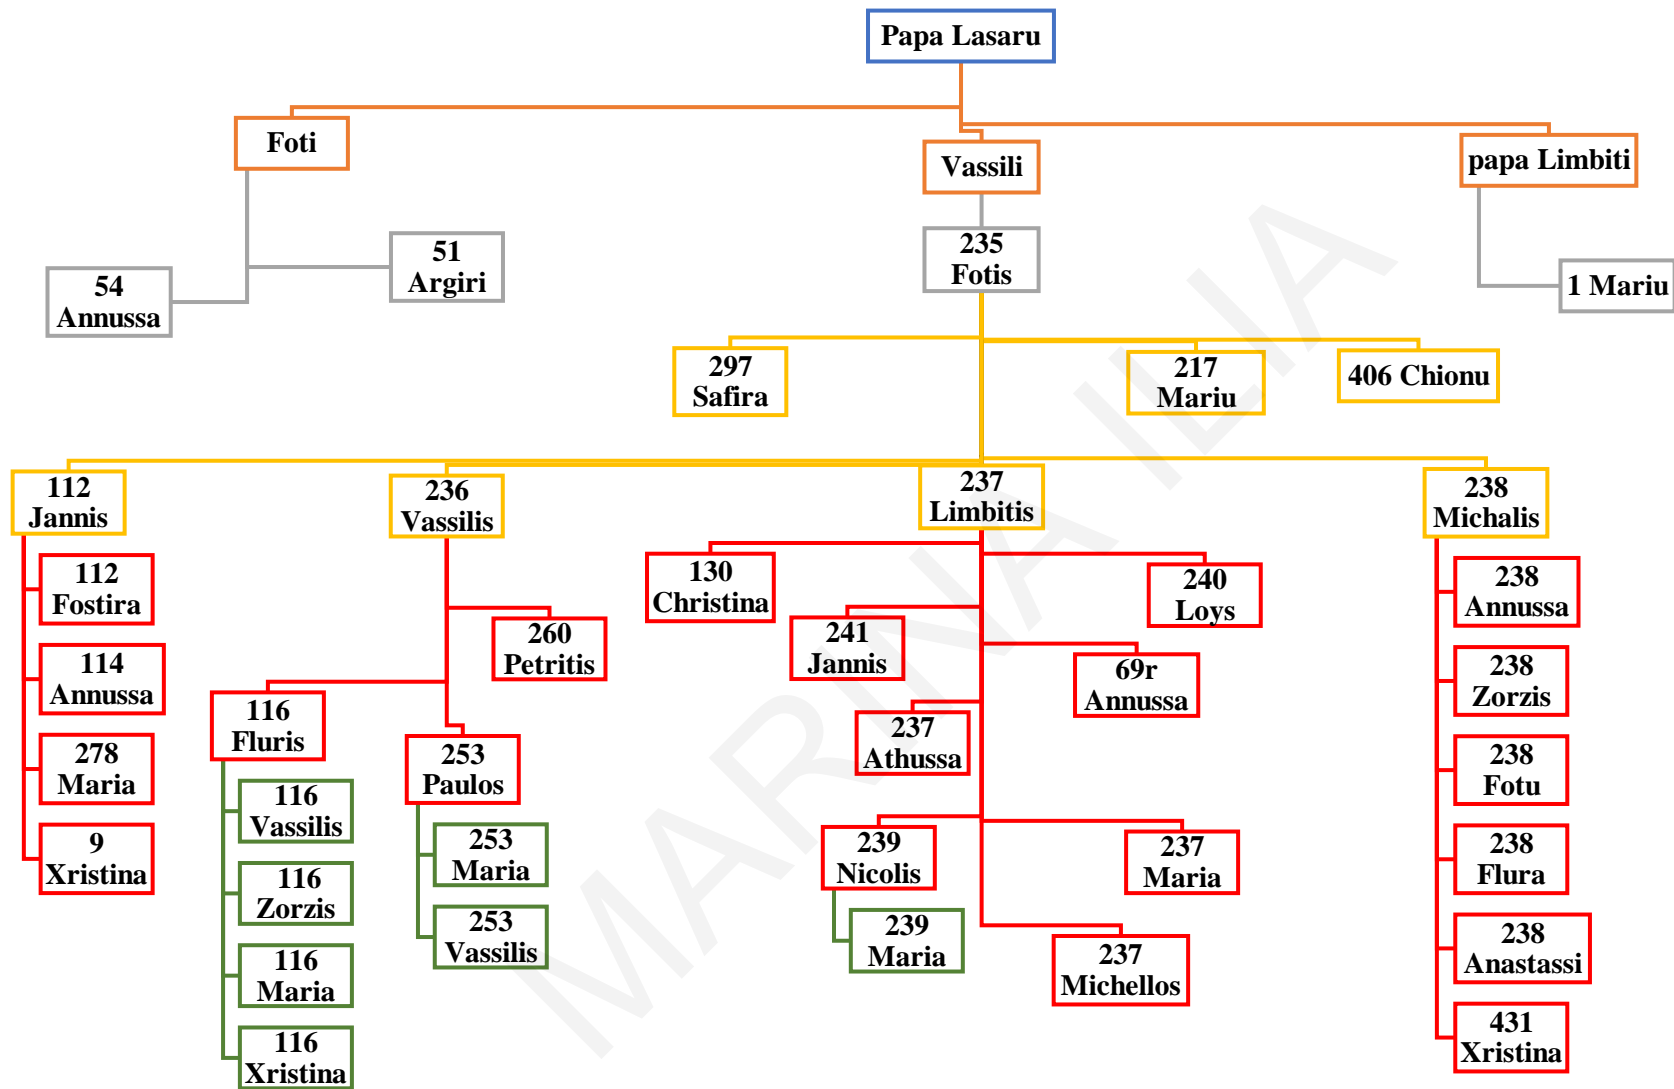 Papa Lasaru
Foti
Vassili
papa Limbiti
54
Annussa
51
Argiri
235
Fotis
1 Mariu
297
Safira
217
Mariu
406 Chionu
112
Jannis
236
Vassilis
237
Limbitis
238
Michalis
112
Fostira
114
Annussa
278
Maria
9
Xristina
260
Petritis
116
Fluris
253
Paulos
116
Vassilis
116
Zorzis
116
Maria
116
Xristina
253
Maria
253
Vassilis
130
Christina
240
Loys
241
Jannis
69r
Annussa
237
Athussa
239
Nicolis
237
Maria
239
Maria
237
Michellos
238
Annussa
238
Zorzis
238
Fotu
238
Flura
238
Anastassi
431
Xristina
MARINA ILIA